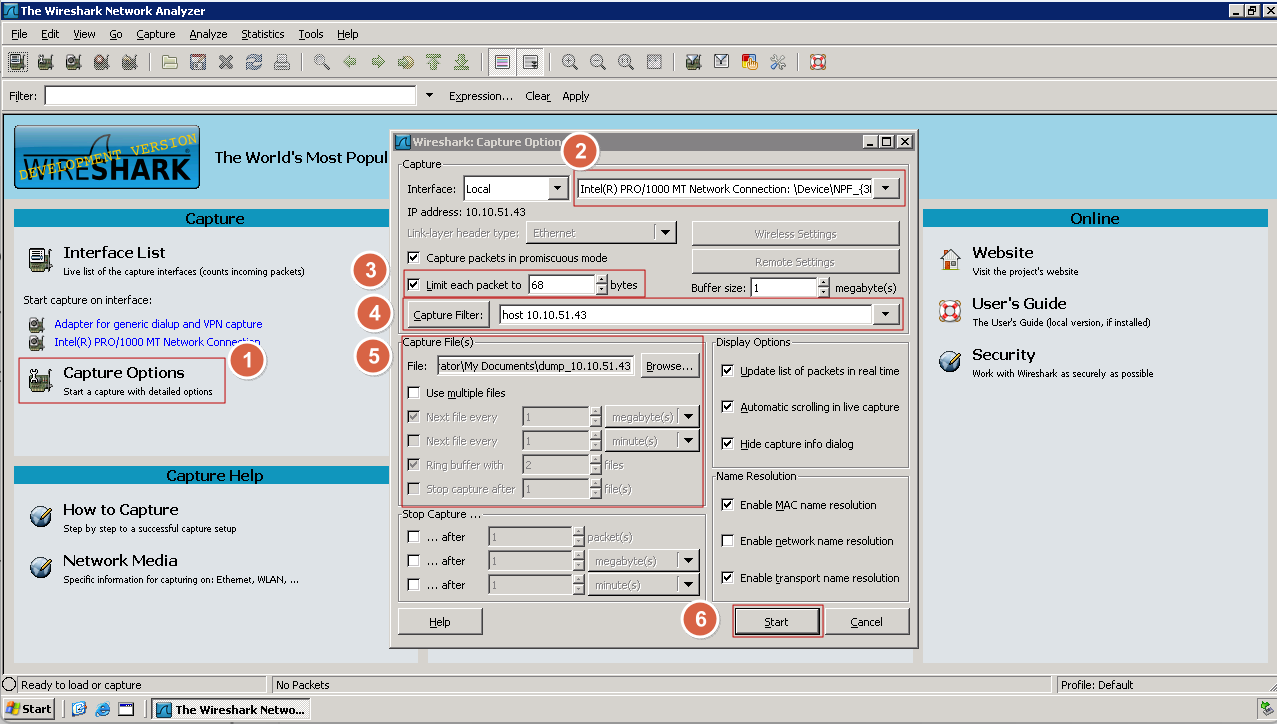 The Wireshark Network Analyzer
File Edit View Go Capture Analyze Statistics Tools Help
Filter: Expression... Clear Apply
DEVELOPMENT VERSION
WIRESHARK
The World's Most Popul
Capture
Interface List
Live list of the capture interfaces (counts incoming packets)
Start capture on interface:
Adapter for generic dialup and VPN capture
Intel(R) PRO/1000 MT Network Connection
1
Capture Options
Start a capture with detailed options
Capture Help
How to Capture
Step by step to a successful capture setup
Network Media
Specific information for capturing on: Ethernet, WLAN, ...
Wireshark: Capture Option
2
Capture
Interface: Local Intel(R) PRO/1000 MT Network Connection: \Device\NPF_{3
IP address: 10.10.51.43
Link-layer header type: Ethernet Wireless Settings
Capture packets in promiscuous mode Remote Settings
3
Limit each packet to 68 bytes Buffer size: 1 megabyte(s)
4
Capture Filter: host 10.10.51.43
5
Capture File(s)
File: ator\My Documents\dump_10.10.51.43 Browse...
Use multiple files
Next file every 1 megabyte(s)
Next file every 1 minute(s)
Ring buffer with 2 files
Stop capture after 1 file(s)
Stop Capture ...
... after 1 packet(s)
... after 1 megabyte(s)
... after 1 minute(s)
Display Options
Update list of packets in real time
Automatic scrolling in live capture
Hide capture info dialog
Name Resolution
Enable MAC name resolution
Enable network name resolution
Enable transport name resolution
Help 6 Start Cancel
Online
Website
Visit the project's website
User's Guide
The User's Guide (local version, if installed)
Security
Work with Wireshark as securely as possible
Ready to load or capture No Packets Profile: Default
Start The Wireshark Netwo...